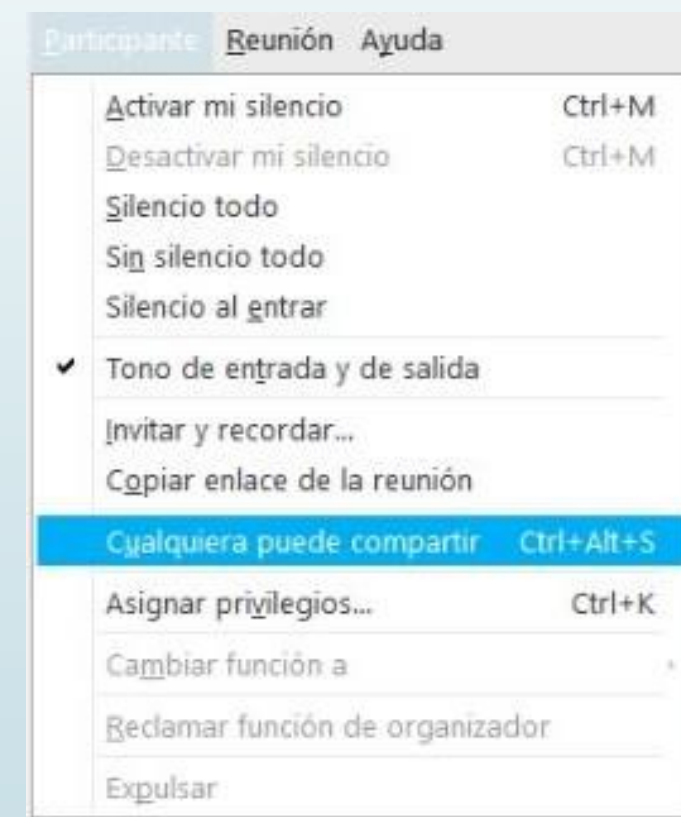 Participante Reunión Ayuda
Activar mi silencio Ctrl+M
Desactivar mi silencio Ctrl+M
Silencio todo
Sin silencio todo
Silencio al entrar
✔ Tono de entrada y de salida
Invitar y recordar...
Copiar enlace de la reunión
Cualquiera puede compartir Ctrl+Alt+S
Asignar privilegios... Ctrl+K
Cambiar función a
Reclamar función de organizador
Expulsar